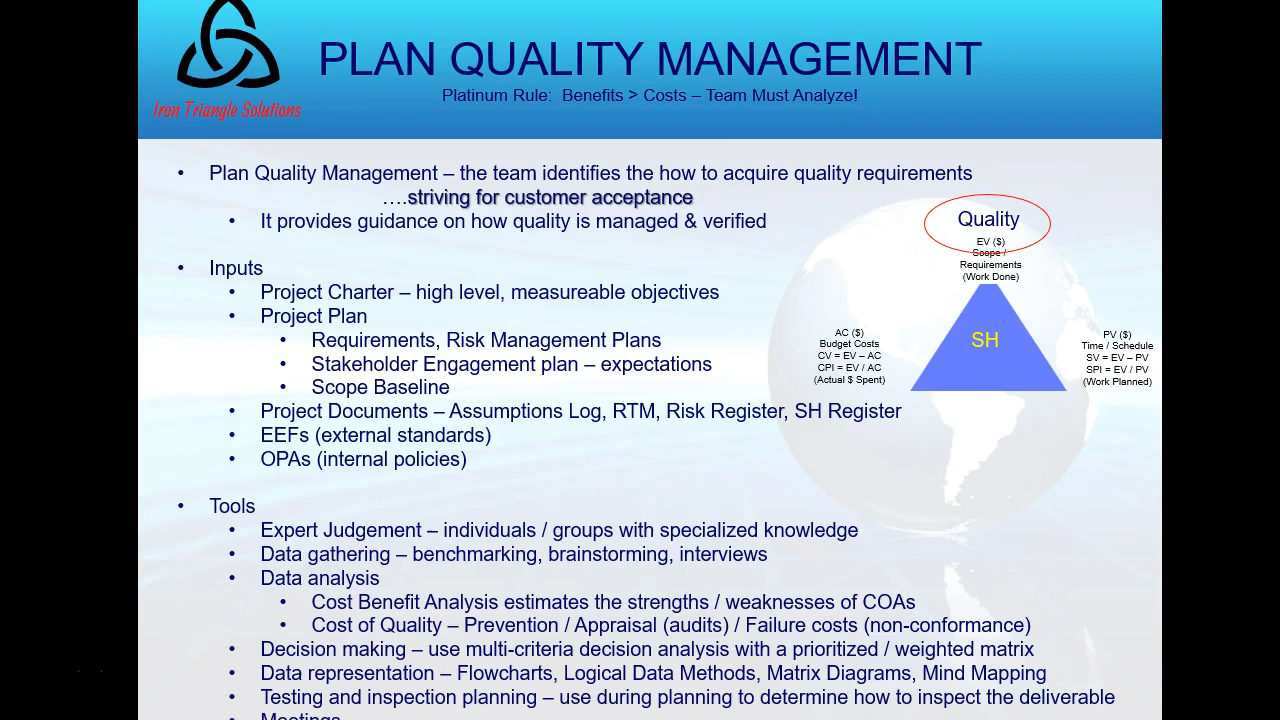 PLAN QUALITY MANAGEMENT
Platinum Rule: Benefits > Costs – Team Must Analyze!
Iron Triangle Solutions
• Plan Quality Management – the team identifies the how to acquire quality requirements
….striving for customer acceptance
• It provides guidance on how quality is managed & verified
• Inputs
• Project Charter – high level, measureable objectives
• Project Plan
• Requirements, Risk Management Plans
• Stakeholder Engagement plan – expectations
• Scope Baseline
• Project Documents – Assumptions Log, RTM, Risk Register, SH Register
• EEFs (external standards)
• OPAs (internal policies)
• Tools
• Expert Judgement – individuals / groups with specialized knowledge
• Data gathering – benchmarking, brainstorming, interviews
• Data analysis
• Cost Benefit Analysis estimates the strengths / weaknesses of COAs
• Cost of Quality – Prevention / Appraisal (audits) / Failure costs (non-conformance)
• Decision making – use multi-criteria decision analysis with a prioritized / weighted matrix
• Data representation – Flowcharts, Logical Data Methods, Matrix Diagrams, Mind Mapping
• Testing and inspection planning – use during planning to determine how to inspect the deliverable
• Meetings
Quality
EV ($)
Scope /
Requirements
(Work Done)
SH
AC ($)
Budget Costs
CV = EV – AC
CPI = EV / AC
(Actual $ Spent)
PV ($)
Time / Schedule
SV = EV – PV
SPI = EV / PV
(Work Planned)